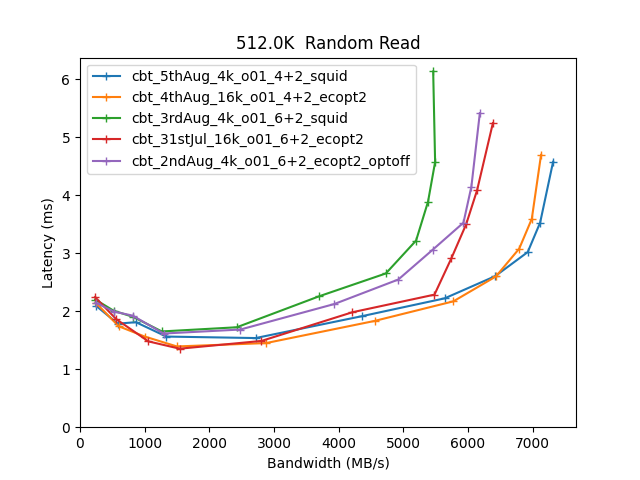 512.0K  Random Read
cbt_5thAug_4k_o01_4+2_squid
cbt_4thAug_16k_o01_4+2_ecopt2
cbt_3rdAug_4k_o01_6+2_squid
cbt_31stJul_16k_o01_6+2_ecopt2
cbt_2ndAug_4k_o01_6+2_ecopt2_optoff
Latency (ms)
6
5
4
3
2
1
0
0 1000 2000 3000 4000 5000 6000 7000
Bandwidth (MB/s)